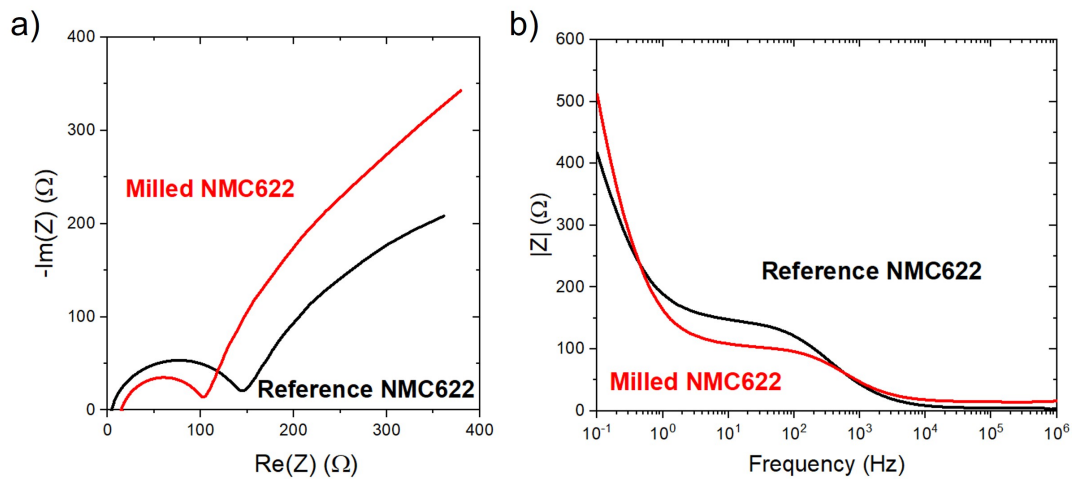 a)
400
300
200
100
0
-Im(Z) (Ω)
Milled NMC622
Reference NMC622
0 100 200 300 400
Re(Z) (Ω)
b)
600
500
400
300
200
100
0
|Z| (Ω)
Reference NMC622
Milled NMC622
10⁻¹ 10⁰ 10¹ 10² 10³ 10⁴ 10⁵ 10⁶
Frequency (Hz)